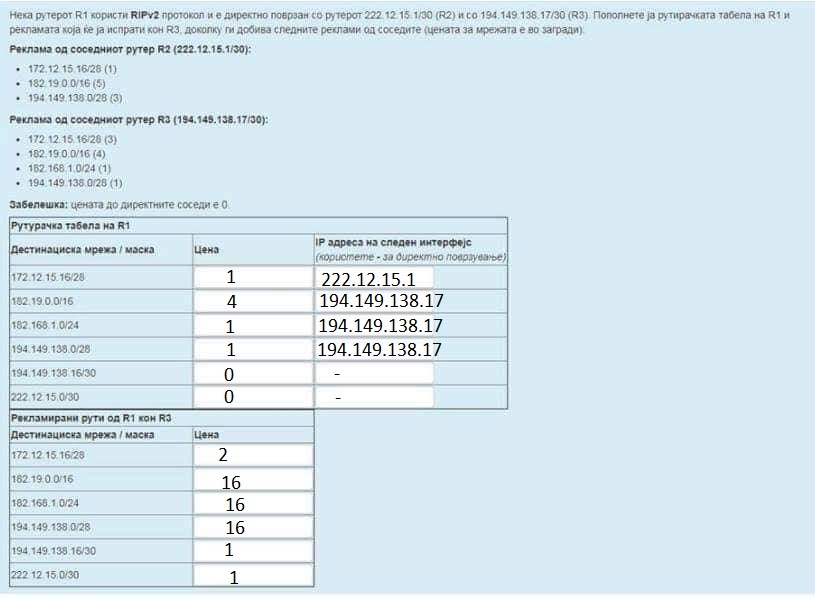 Нека рутерот R1 користи RIPv2 протокол и е директно поврзан со рутерот 222.12.15.1/30 (R2) и со 194.149.138.17/30 (R3). Пополнете ја рутирачката табела на R1 и
рекламата која ќе ја испрати кон R3, доколку ги добива следните реклами од соседите (цената за мрежата е во загради):
Реклама од соседниот рутер R2 (222.12.15.1/30):
• 172.12.15.16/28 (1)
• 182.19.0.0/16 (5)
• 194.149.138.0/28 (3)
Реклама од соседниот рутер R3 (194.149.138.17/30):
• 172.12.15.16/28 (3)
• 182.19.0.0/16 (4)
• 182.168.1.0/24 (1)
• 194.149.138.0/28 (1)
Забелешка: цената до директните соседи е 0.
Рутурачка табела на R1
Дестинациска мрежа / маска Цена IP адреса на следен интерфејс
(користете - за директно поврзување)
172.12.15.16/28 1 222.12.15.1
182.19.0.0/16 4 194.149.138.17
182.168.1.0/24 1 194.149.138.17
194.149.138.0/28 1 194.149.138.17
194.149.138.16/30 0 -
222.12.15.0/30 0 -
Рекламирани рути од R1 кон R3
Дестинациска мрежа / маска Цена
172.12.15.16/28 2
182.19.0.0/16 16
182.168.1.0/24 16
194.149.138.0/28 16
194.149.138.16/30 1
222.12.15.0/30 1